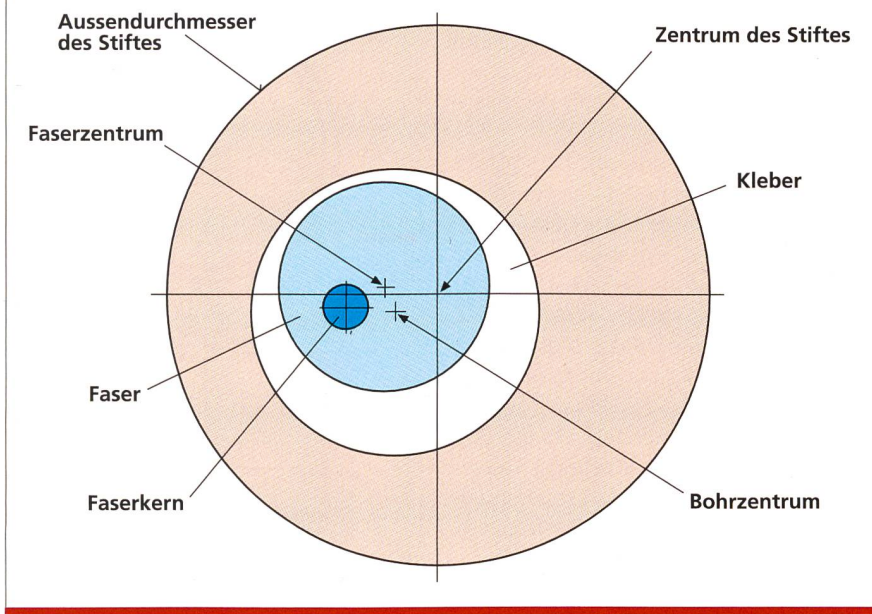 Aussendurchmesser
des Stiftes
Zentrum des Stiftes
Faserzentrum
Kleber
Faser
Faserkern
Bohrzentrum